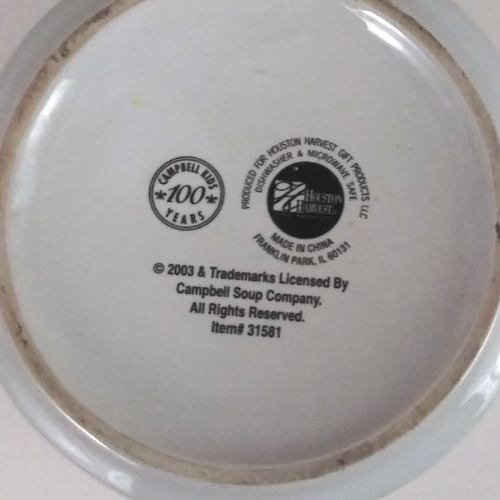 CAMPBELL KIDS
100
YEARS
PRODUCED FOR HOUSTON HARVEST GIFT PRODUCTS LLC
DISHWASHER & MICROWAVE SAFE
HOUSTON
HARVEST
MADE IN CHINA
FRANKLIN PARK, IL 60131
© 2003 & Trademarks Licensed By
Campbell Soup Company.
All Rights Reserved.
Item# 31581